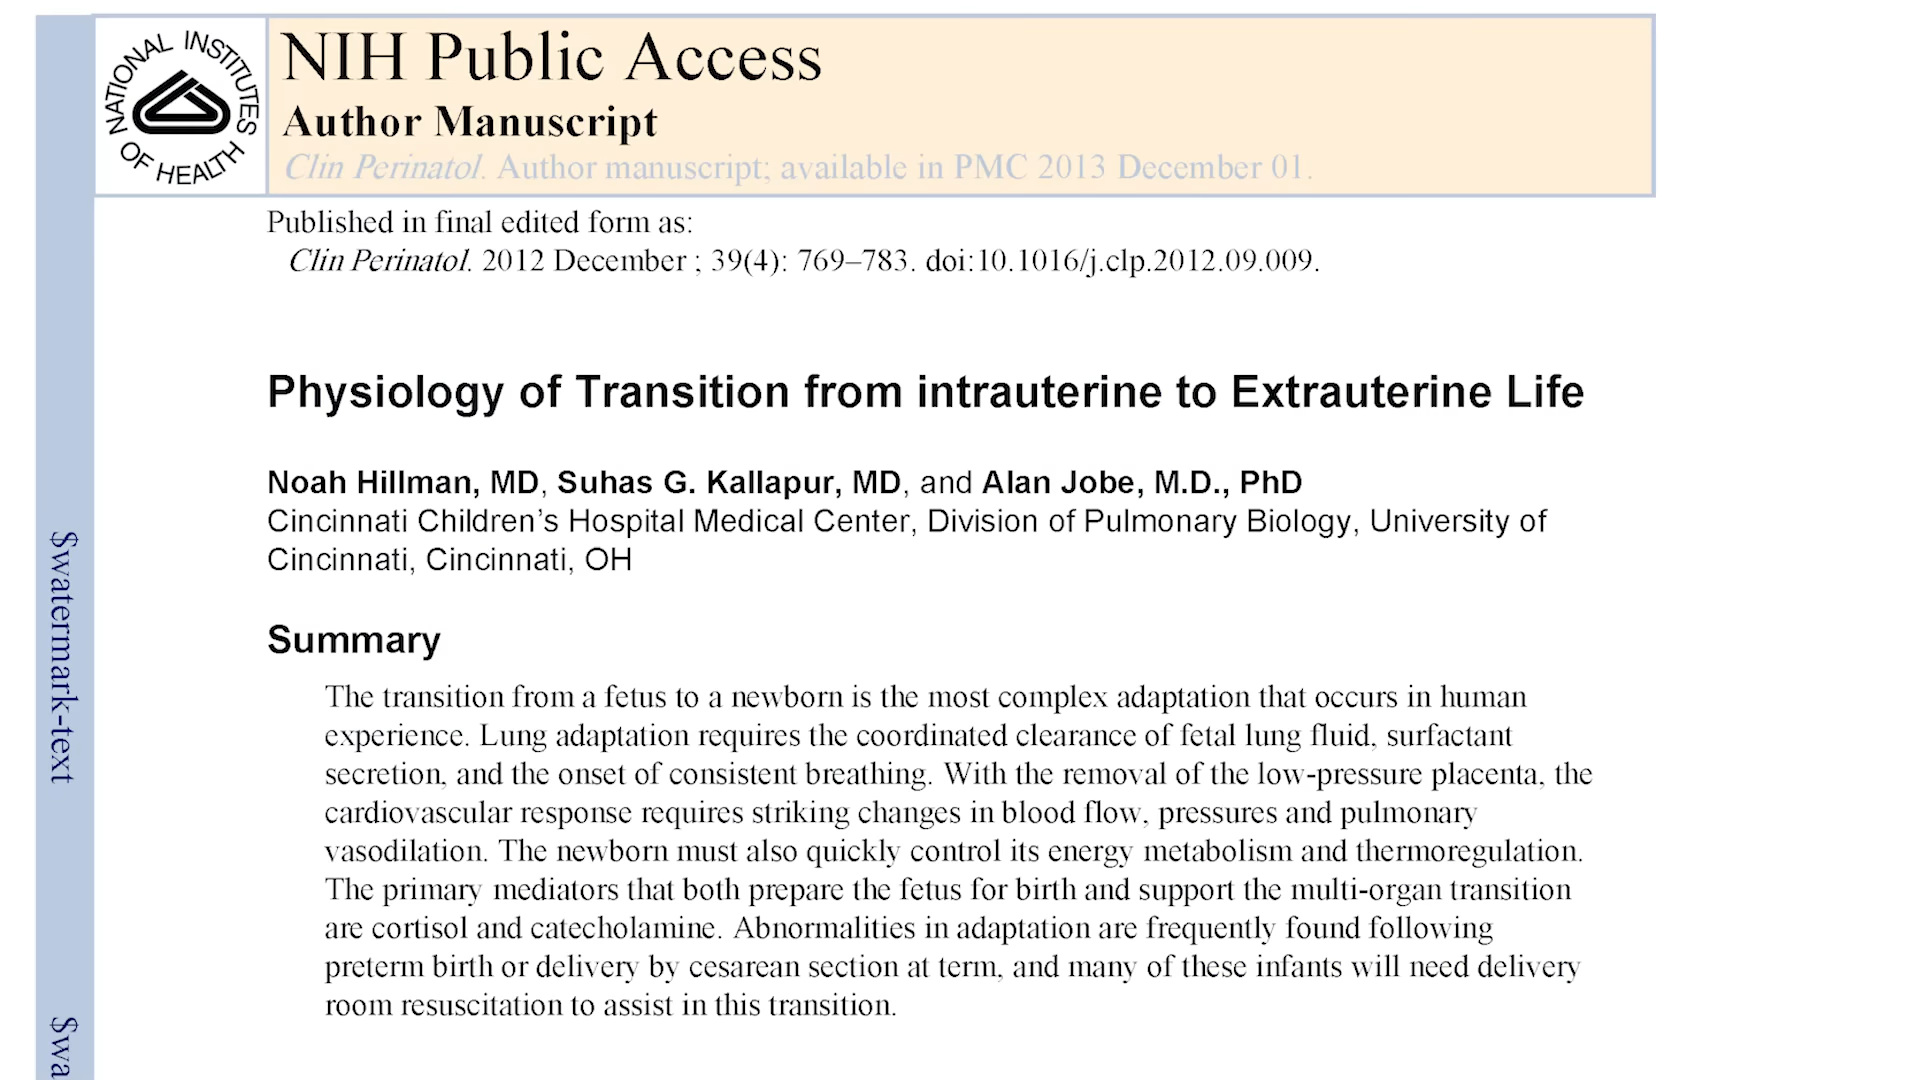 NATIONAL INSTITUTES OF HEALTH
NIH Public Access
Author Manuscript
Clin Perinatol. Author manuscript; available in PMC 2013 December 01.
Published in final edited form as:
Clin Perinatol. 2012 December ; 39(4): 769–783. doi:10.1016/j.clp.2012.09.009.
Physiology of Transition from intrauterine to Extrauterine Life
Noah Hillman, MD, Suhas G. Kallapur, MD, and Alan Jobe, M.D., PhD
Cincinnati Children’s Hospital Medical Center, Division of Pulmonary Biology, University of
Cincinnati, Cincinnati, OH
Summary
The transition from a fetus to a newborn is the most complex adaptation that occurs in human
experience. Lung adaptation requires the coordinated clearance of fetal lung fluid, surfactant
secretion, and the onset of consistent breathing. With the removal of the low-pressure placenta, the
cardiovascular response requires striking changes in blood flow, pressures and pulmonary
vasodilation. The newborn must also quickly control its energy metabolism and thermoregulation.
The primary mediators that both prepare the fetus for birth and support the multi-organ transition
are cortisol and catecholamine. Abnormalities in adaptation are frequently found following
preterm birth or delivery by cesarean section at term, and many of these infants will need delivery
room resuscitation to assist in this transition.
$watermark-text
$wa